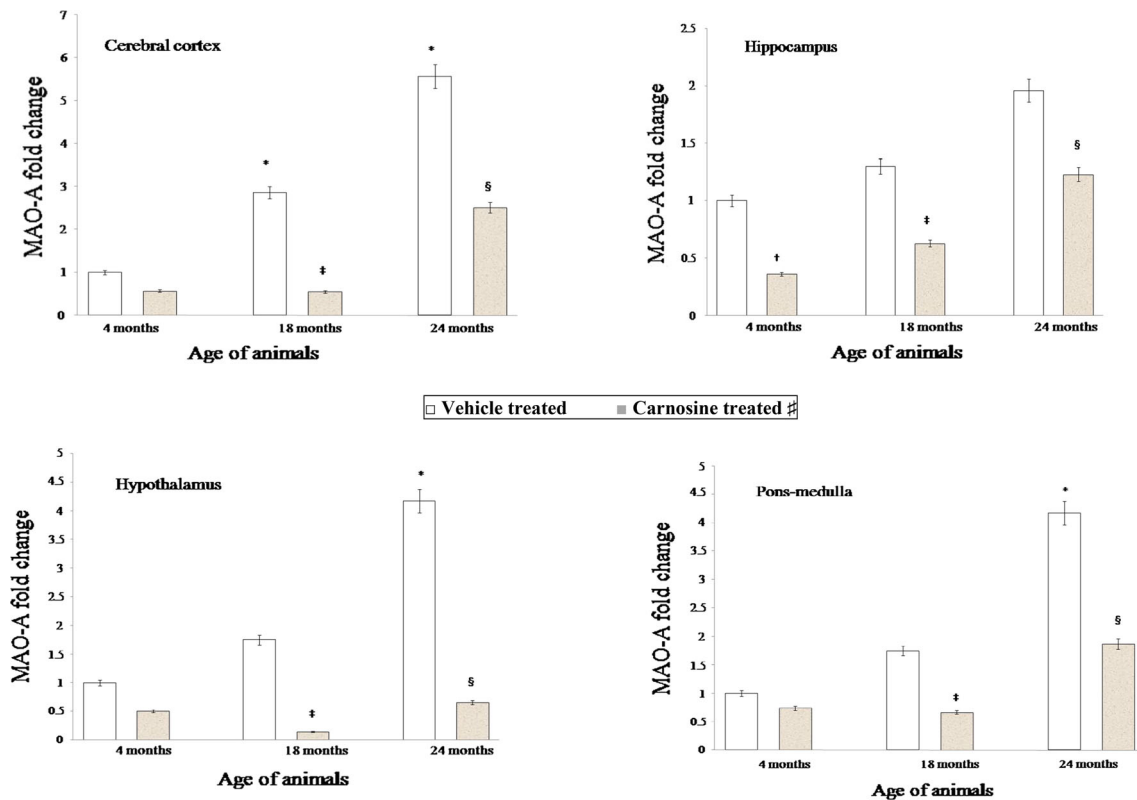 7
6
5
4
3
2
1
0
MAO-A fold change
Cerebral cortex
*
‡
*
§
4 months 18 months 24 months
Age of animals
2.5
2
1.5
1
0.5
0
MAO-A fold change
Hippocampus
†
‡
§
4 months 18 months 24 months
Age of animals
Vehicle treated Carnosine treated #
5
4.5
4
3.5
3
2.5
2
1.5
1
0.5
0
MAO-A fold change
Hypothalamus
‡
*
§
4 months 18 months 24 months
Age of animals
5
4.5
4
3.5
3
2.5
2
1.5
1
0.5
0
MAO-A fold change
Pons-medulla
‡
*
§
4 months 18 months 24 months
Age of animals